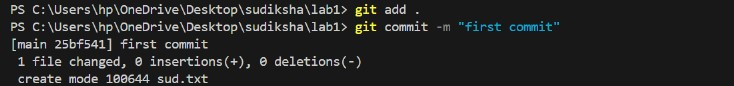 PS C:\Users\hp\OneDrive\Desktop\sudiksha\lab1> git add .
PS C:\Users\hp\OneDrive\Desktop\sudiksha\lab1> git commit -m "first commit"
[main 25bf541] first commit
 1 file changed, 0 insertions(+), 0 deletions(-)
 create mode 100644 sud.txt